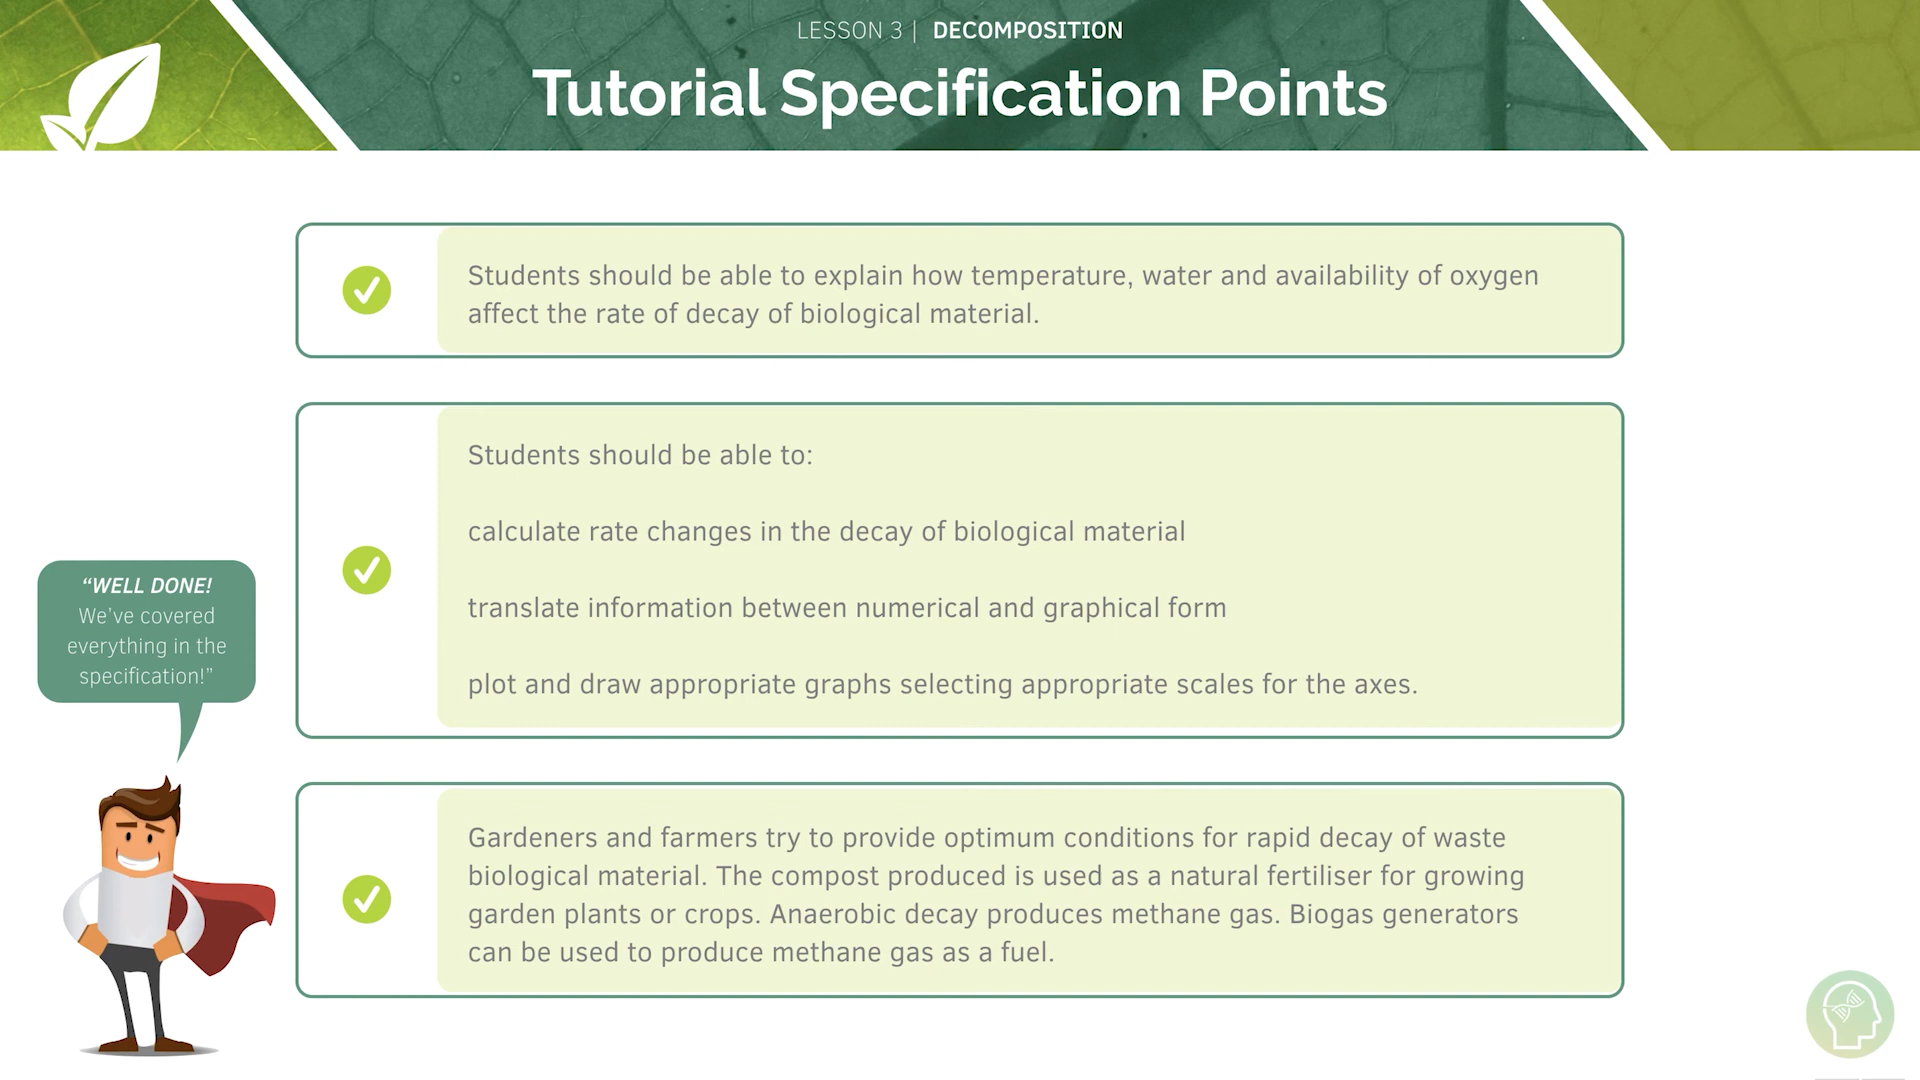 LESSON 3 | DECOMPOSITION
Tutorial Specification Points
Students should be able to explain how temperature, water and availability of oxygen
affect the rate of decay of biological material.
Students should be able to:
calculate rate changes in the decay of biological material
translate information between numerical and graphical form
plot and draw appropriate graphs selecting appropriate scales for the axes.
“WELL DONE!
We’ve covered
everything in the
specification!”
Gardeners and farmers try to provide optimum conditions for rapid decay of waste
biological material. The compost produced is used as a natural fertiliser for growing
garden plants or crops. Anaerobic decay produces methane gas. Biogas generators
can be used to produce methane gas as a fuel.